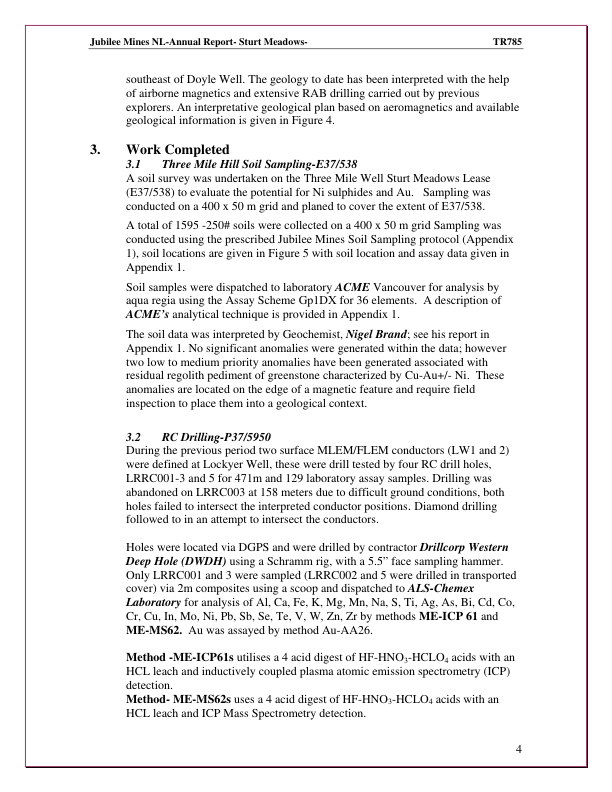 Jubilee Mines NL-Annual Report- Sturt Meadows- TR785
southeast of Doyle Well. The geology to date has been interpreted with the help
of airborne magnetics and extensive RAB drilling carried out by previous
explorers. An interpretative geological plan based on aeromagnetics and available
geological information is given in Figure 4.
3. Work Completed
3.1 Three Mile Hill Soil Sampling-E37/538
A soil survey was undertaken on the Three Mile Well Sturt Meadows Lease
(E37/538) to evaluate the potential for Ni sulphides and Au. Sampling was
conducted on a 400 x 50 m grid and planed to cover the extent of E37/538.
A total of 1595 -250# soils were collected on a 400 x 50 m grid Sampling was
conducted using the prescribed Jubilee Mines Soil Sampling protocol (Appendix
1), soil locations are given in Figure 5 with soil location and assay data given in
Appendix 1.
Soil samples were dispatched to laboratory ACME Vancouver for analysis by
aqua regia using the Assay Scheme Gp1DX for 36 elements. A description of
ACME's analytical technique is provided in Appendix 1.
The soil data was interpreted by Geochemist, Nigel Brand; see his report in
Appendix 1. No significant anomalies were generated within the data; however
two low to medium priority anomalies have been generated associated with
residual regolith pediment of greenstone characterized by Cu-Au+/- Ni. These
anomalies are located on the edge of a magnetic feature and require field
inspection to place them into a geological context.
3.2 RC Drilling-P37/5950
During the previous period two surface MLEM/FLEM conductors (LW1 and 2)
were defined at Lockyer Well, these were drill tested by four RC drill holes,
LRRC001-3 and 5 for 471m and 129 laboratory assay samples. Drilling was
abandoned on LRRC003 at 158 meters due to difficult ground conditions, both
holes failed to intersect the interpreted conductor positions. Diamond drilling
followed to in an attempt to intersect the conductors.
Holes were located via DGPS and were drilled by contractor Drillcorp Western
Deep Hole (DWDH) using a Schramm rig, with a 5.5" face sampling hammer.
Only LRRC001 and 3 were sampled (LRRC002 and 5 were drilled in transported
cover) via 2m composites using a scoop and dispatched to ALS-Chemex
Laboratory for analysis of Al, Ca, Fe, K, Mg, Mn, Na, S, Ti, Ag, As, Bi, Cd, Co,
Cr, Cu, In, Mo, Ni, Pb, Sb, Se, Te, V, W, Zn, Zr by methods ME-ICP 61 and
ME-MS62. Au was assayed by method Au-AA26.
Method -ME-ICP61s utilises a 4 acid digest of HF-HNO3-HCLO4 acids with an
HCL leach and inductively coupled plasma atomic emission spectrometry (ICP)
detection.
Method- ME-MS62s uses a 4 acid digest of HF-HNO3-HCLO4 acids with an
HCL leach and ICP Mass Spectrometry detection.
4